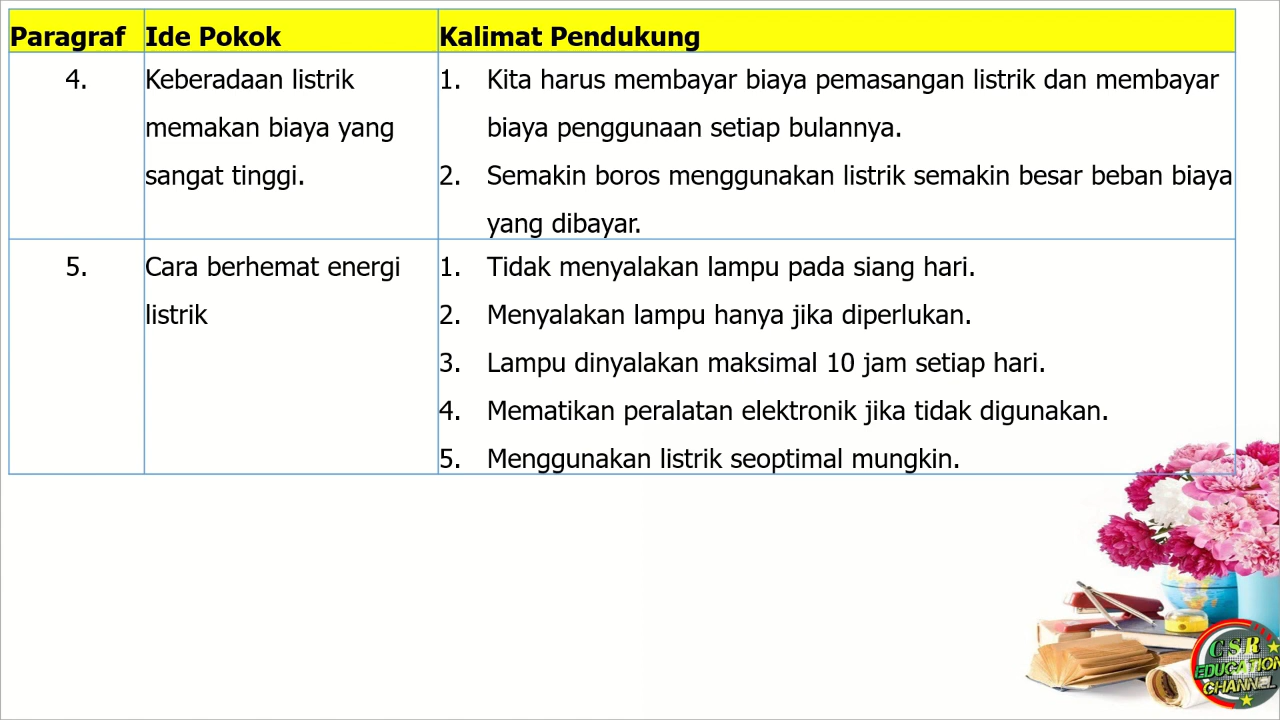 Paragraf Ide Pokok Kalimat Pendukung
4. Keberadaan listrik memakan biaya yang sangat tinggi.
1. Kita harus membayar biaya pemasangan listrik dan membayar
biaya penggunaan setiap bulannya.
2. Semakin boros menggunakan listrik semakin besar beban biaya
yang dibayar.
5. Cara berhemat energi
listrik
1. Tidak menyalakan lampu pada siang hari.
2. Menyalakan lampu hanya jika diperlukan.
3. Lampu dinyalakan maksimal 10 jam setiap hari.
4. Mematikan peralatan elektronik jika tidak digunakan.
5. Menggunakan listrik seoptimal mungkin.
CSR
EDUCATION
CHANNEL